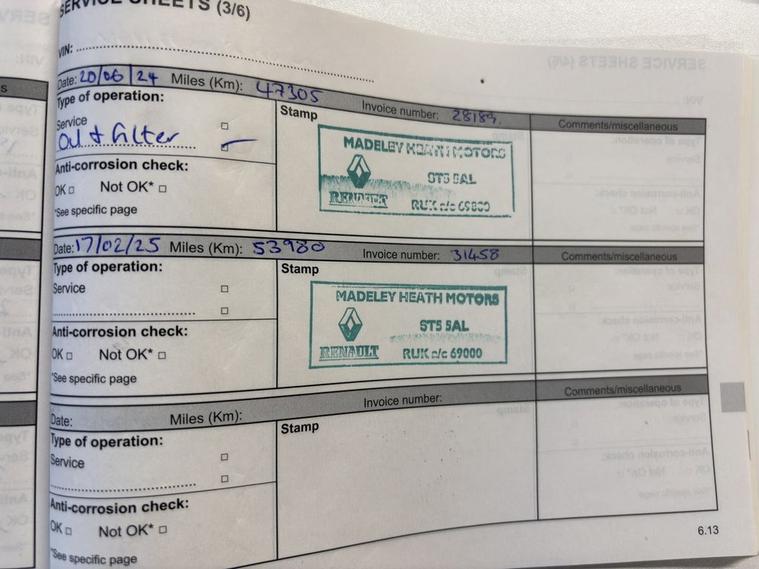 SERVICE SHEETS (3/6)
VIN:
Date: 20/06/24 Miles (Km): 47305 Invoice number: 28189. Comments/miscellaneous
Type of operation: Stamp
Service
Oil & filter
Anti-corrosion check:
OK Not OK*
*See specific page
MADELEY HEATH MOTORS
ST5 5AL
RENAULT RUK c/c
Date: 17/02/25 Miles (Km): 53980 Invoice number: 31458 Comments/miscellaneous
Type of operation: Stamp
Service
Anti-corrosion check:
OK Not OK*
*See specific page
MADELEY HEATH MOTORS
ST5 5AL
RENAULT RUK c/c 69000
Date: Miles (Km): Invoice number: Comments/miscellaneous
Type of operation: Stamp
Service
Anti-corrosion check:
OK Not OK*
*See specific page
6.13